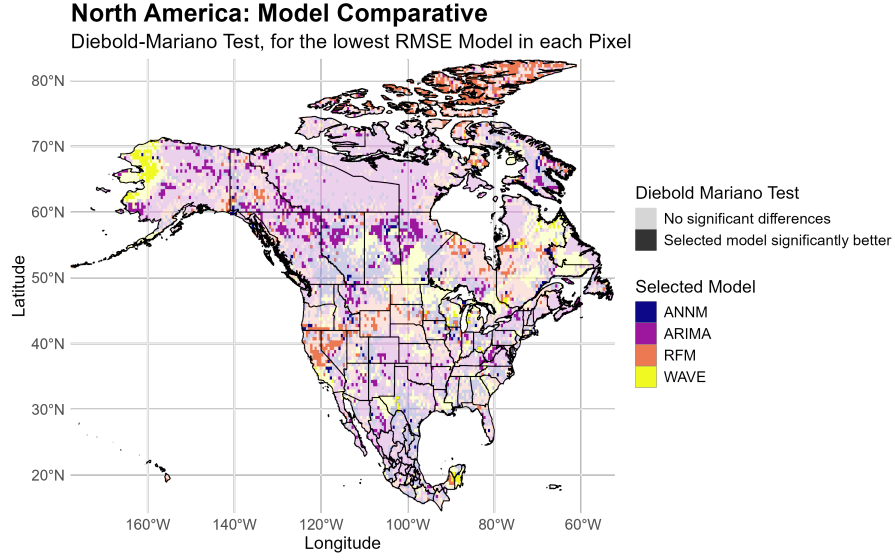 North America: Model Comparative
Diebold-Mariano Test, for the lowest RMSE Model in each Pixel
80°N
70°N
60°N
50°N
40°N
30°N
20°N
Latitude
160°W 140°W 120°W 100°W 80°W 60°W
Longitude
Diebold Mariano Test
No significant differences
Selected model significantly better
Selected Model
ANNM
ARIMA
RFM
WAVE